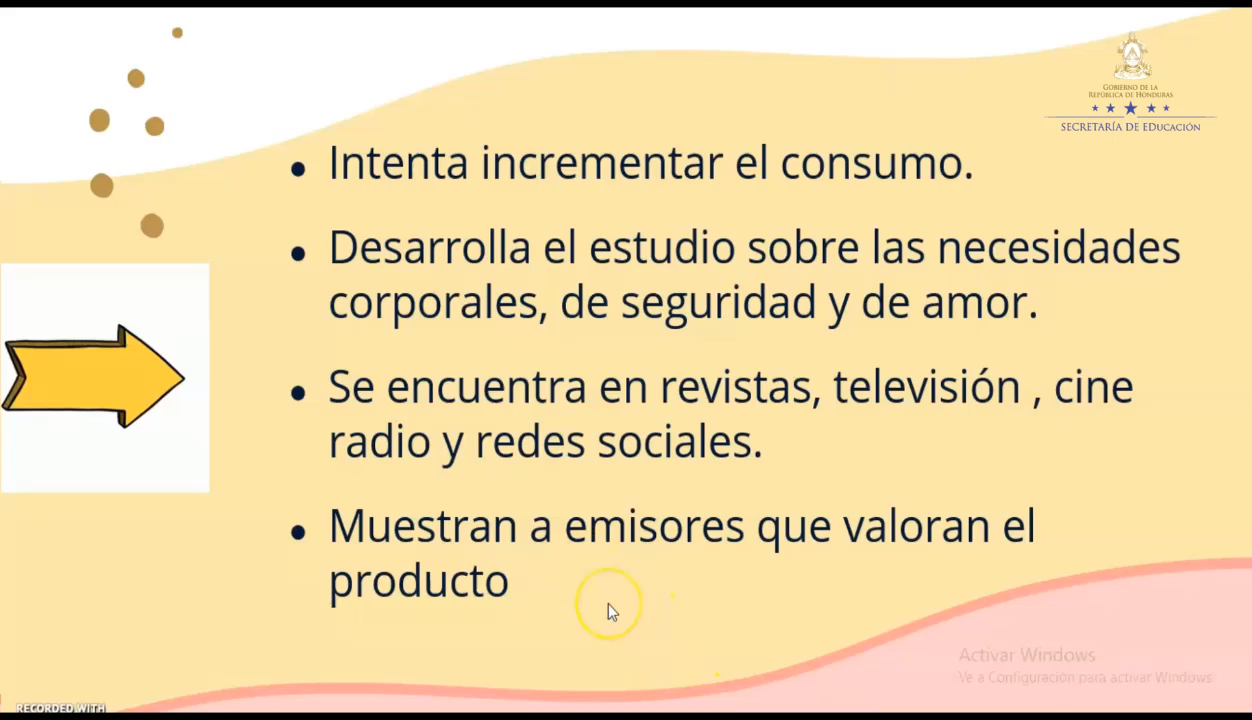 GOBIERNO DE LA
REPÚBLICA DE HONDURAS
SECRETARÍA DE EDUCACIÓN
• Intenta incrementar el consumo.
• Desarrolla el estudio sobre las necesidades
corporales, de seguridad y de amor.
• Se encuentra en revistas, televisión , cine
radio y redes sociales.
• Muestran a emisores que valoran el
producto
Activar Windows
Ve a Configuración para activar Windows
RECORDED WITH